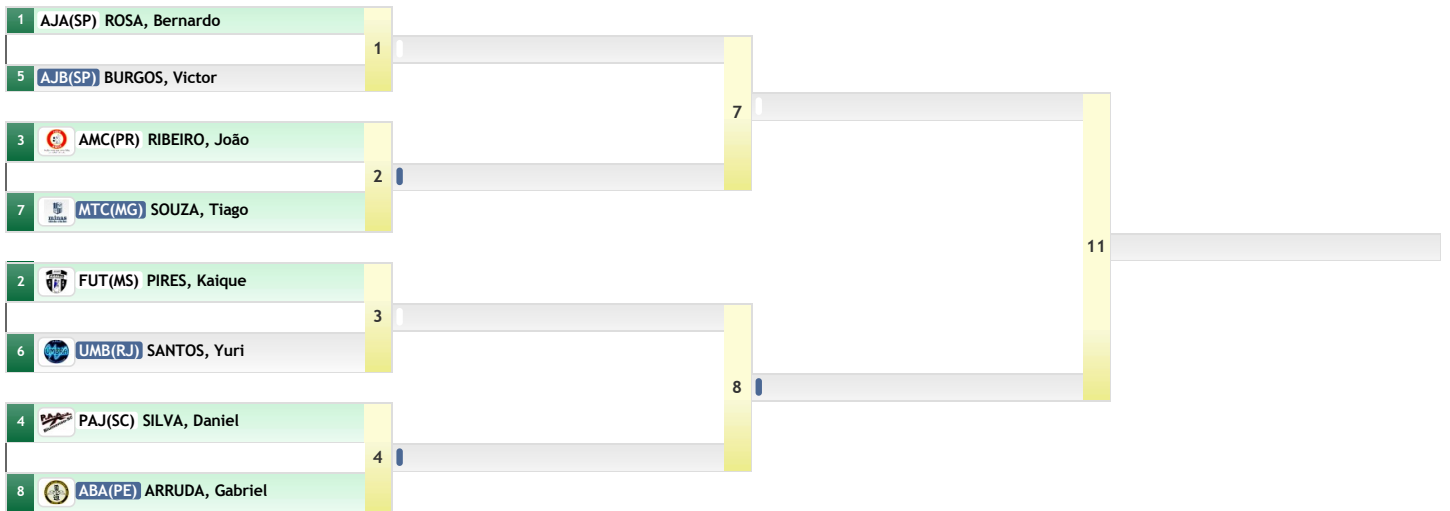 1 AJA(SP) ROSA, Bernardo
1
5 AJB(SP) BURGOS, Victor
7
3 AMC(PR) RIBEIRO, João
2
7 MTC(MG) SOUZA, Tiago
11
2 FUT(MS) PIRES, Kaique
3
6 UMB(RJ) SANTOS, Yuri
8
4 PAJ(SC) SILVA, Daniel
4
8 ABA(PE) ARRUDA, Gabriel